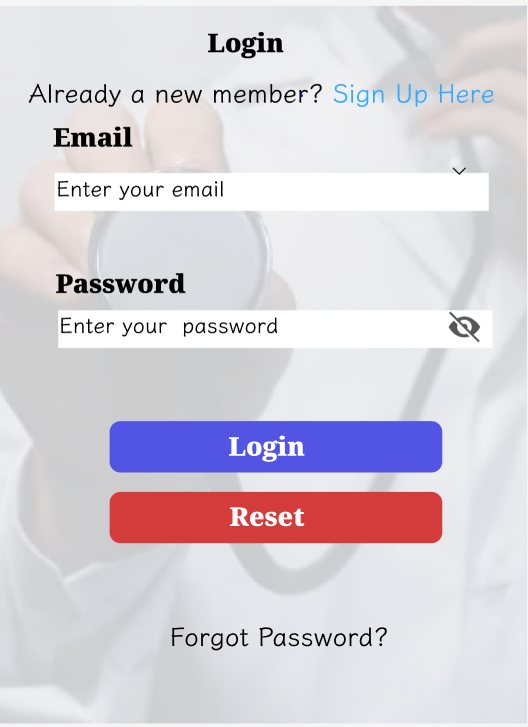 Login
Already a new member? Sign Up Here
Email
Enter your email
Password
Enter your password
Login
Reset
Forgot Password?